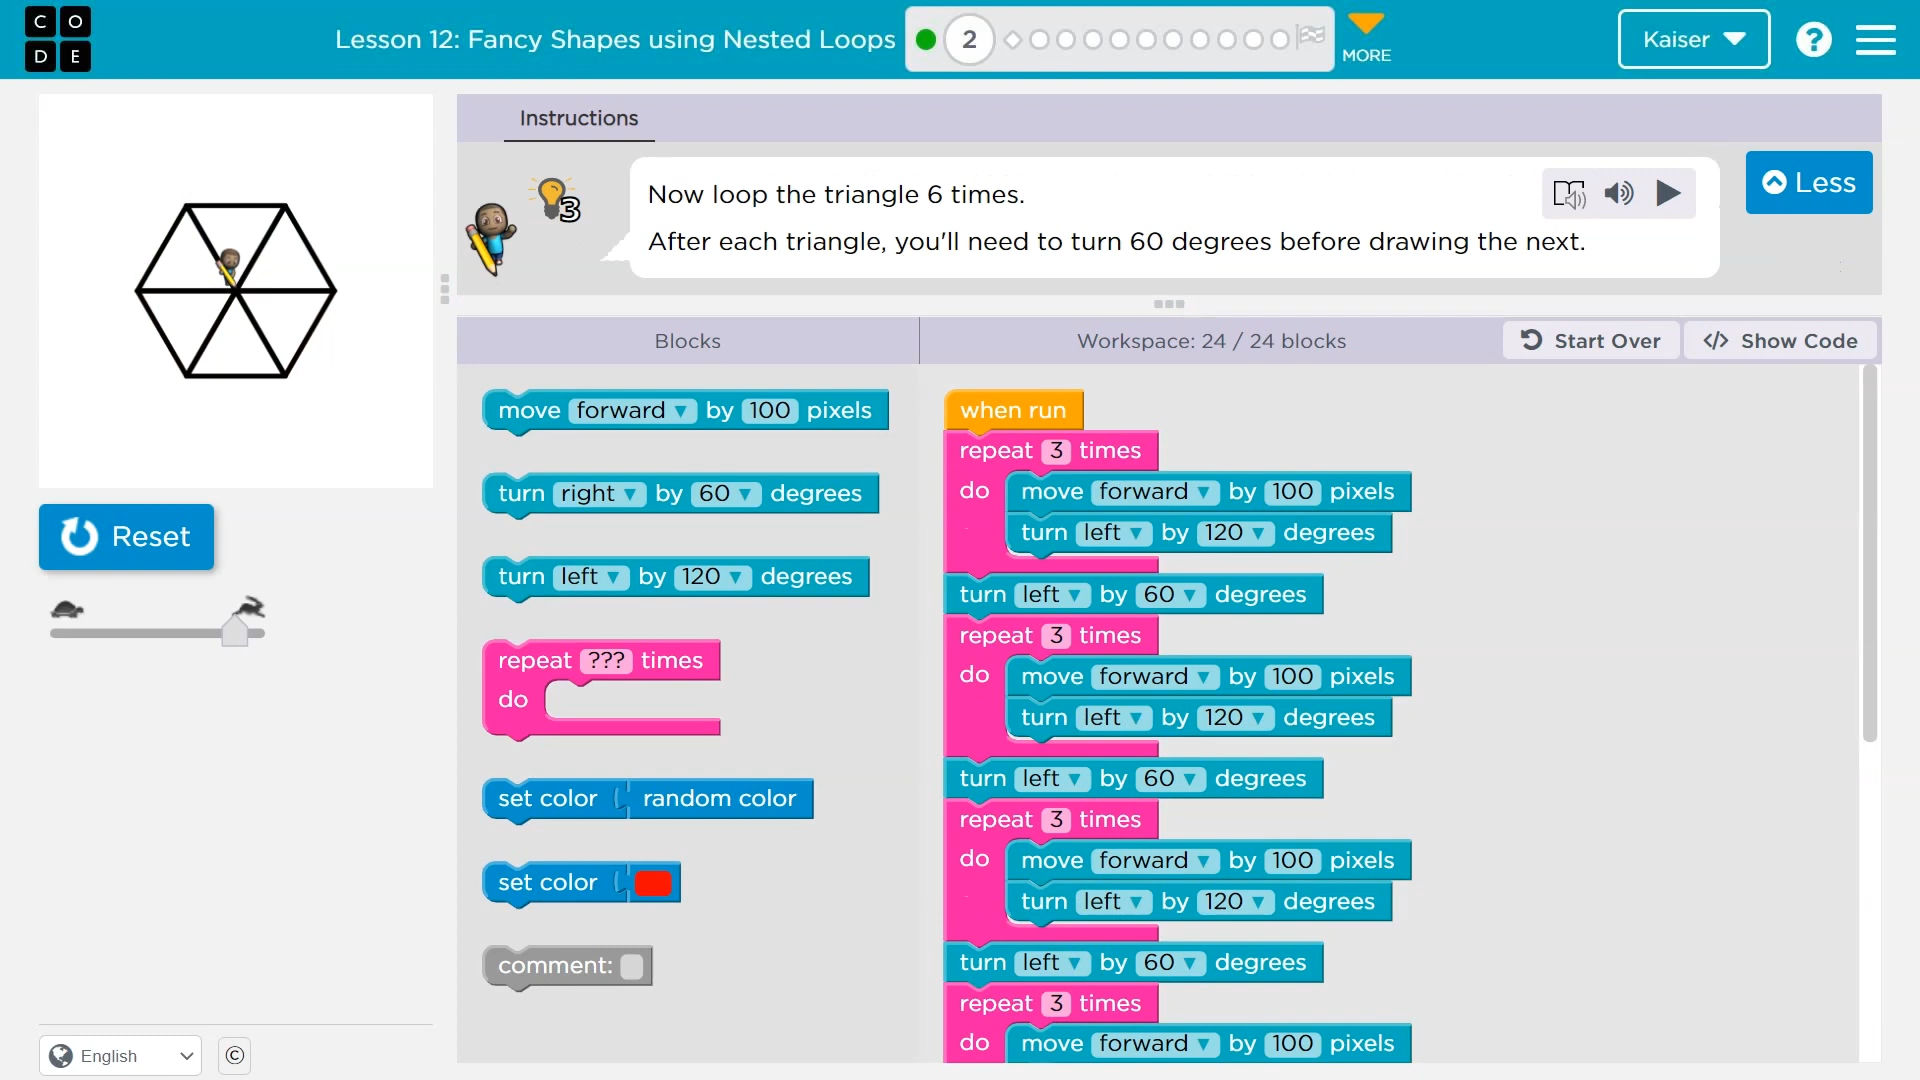 C O
D E
Lesson 12: Fancy Shapes using Nested Loops
2
MORE
Kaiser
?
Instructions
3
Now loop the triangle 6 times.
After each triangle, you'll need to turn 60 degrees before drawing the next.
Less
Blocks
Workspace: 24 / 24 blocks
Start Over
</> Show Code
Reset
English
©
move forward ▼ by 100 pixels
turn right ▼ by 60 ▼ degrees
turn left ▼ by 120 ▼ degrees
repeat ??? times
do
set color random color
set color
comment:
when run
repeat 3 times
do move forward ▼ by 100 pixels
turn left ▼ by 120 ▼ degrees
turn left ▼ by 60 ▼ degrees
repeat 3 times
do move forward ▼ by 100 pixels
turn left ▼ by 120 ▼ degrees
turn left ▼ by 60 ▼ degrees
repeat 3 times
do move forward ▼ by 100 pixels
turn left ▼ by 120 ▼ degrees
turn left ▼ by 60 ▼ degrees
repeat 3 times
do move forward ▼ by 100 pixels